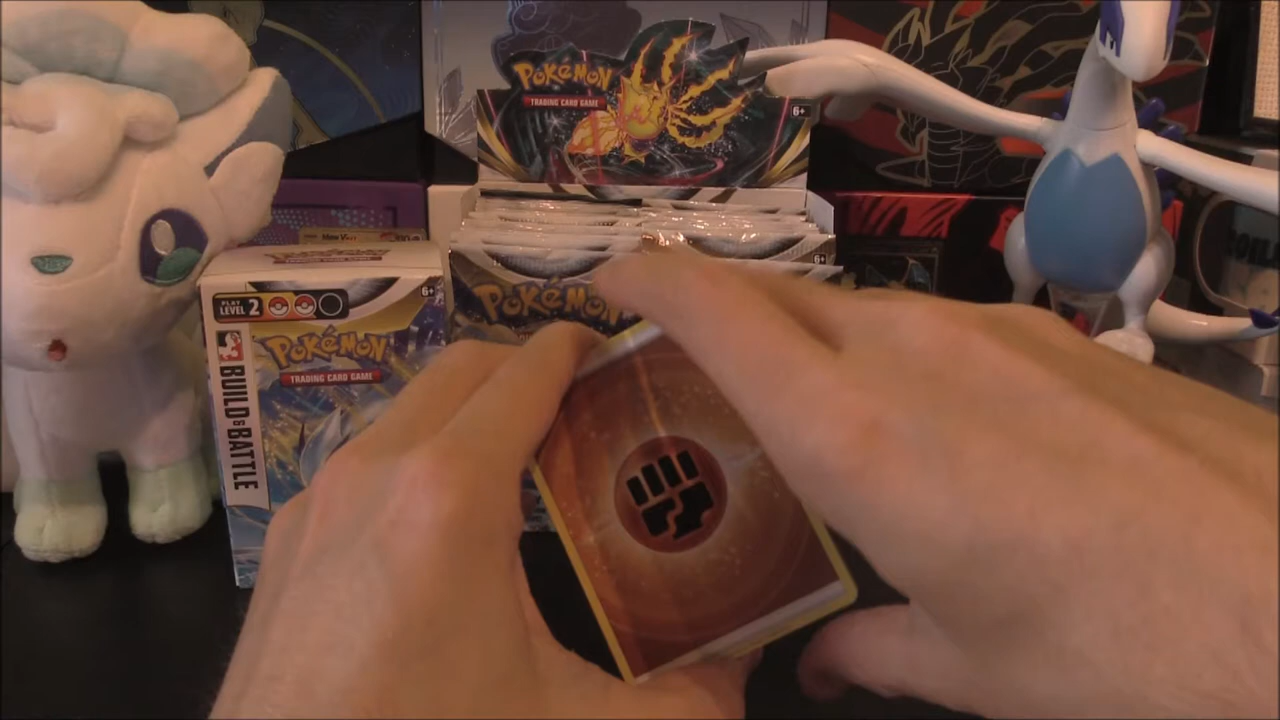 POKéMON
TRADING CARD GAME
6+
6+
PLAY
LEVEL 2
6+
POKéMON
POKéMON
TRADING CARD GAME
BUILD & BATTLE